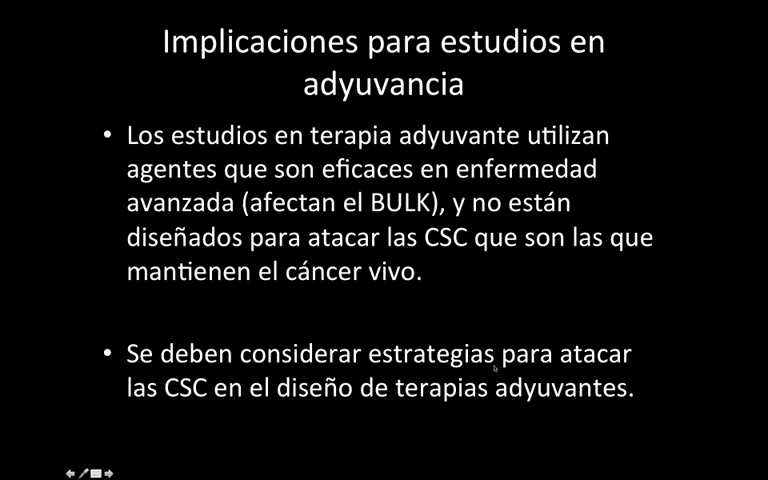 Implicaciones para estudios en
adyuvancia
• Los estudios en terapia adyuvante utilizan
agentes que son eficaces en enfermedad
avanzada (afectan el BULK), y no están
diseñados para atacar las CSC que son las que
mantienen el cáncer vivo.
• Se deben considerar estrategias para atacar
las CSC en el diseño de terapias adyuvantes.